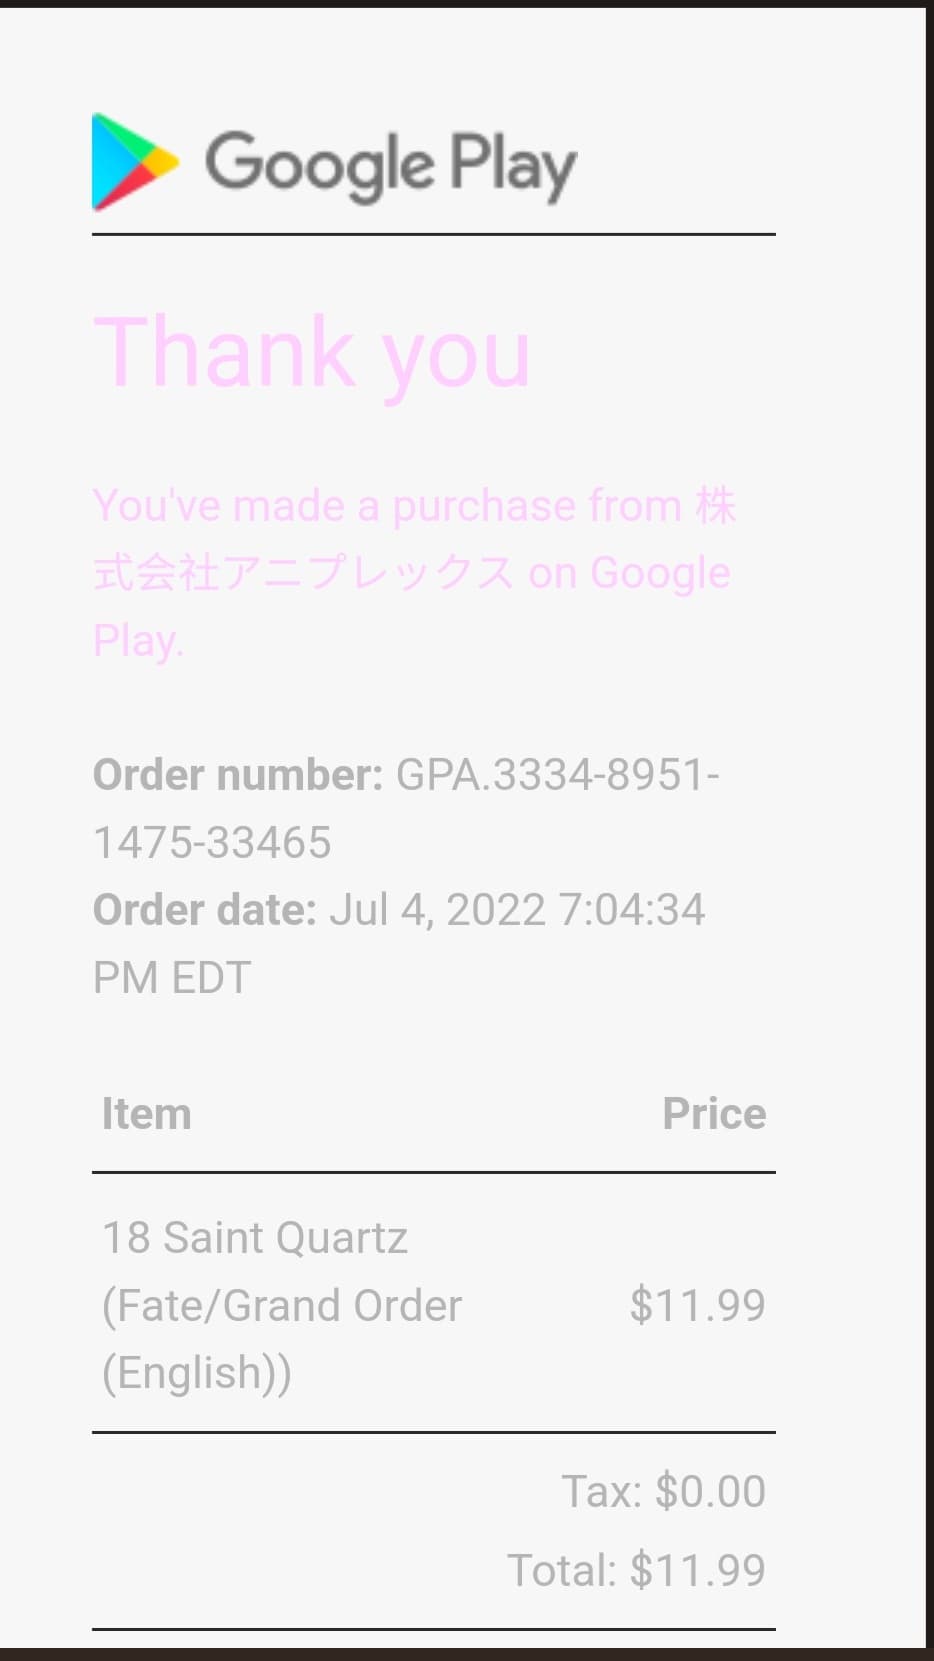 Google Play
Thank you
You've made a purchase from 株
式会社アニプレックス on Google
Play.
Order number: GPA.3334-8951-
1475-33465
Order date: Jul 4, 2022 7:04:34
PM EDT
Item Price
18 Saint Quartz
(Fate/Grand Order $11.99
(English))
Tax: $0.00
Total: $11.99